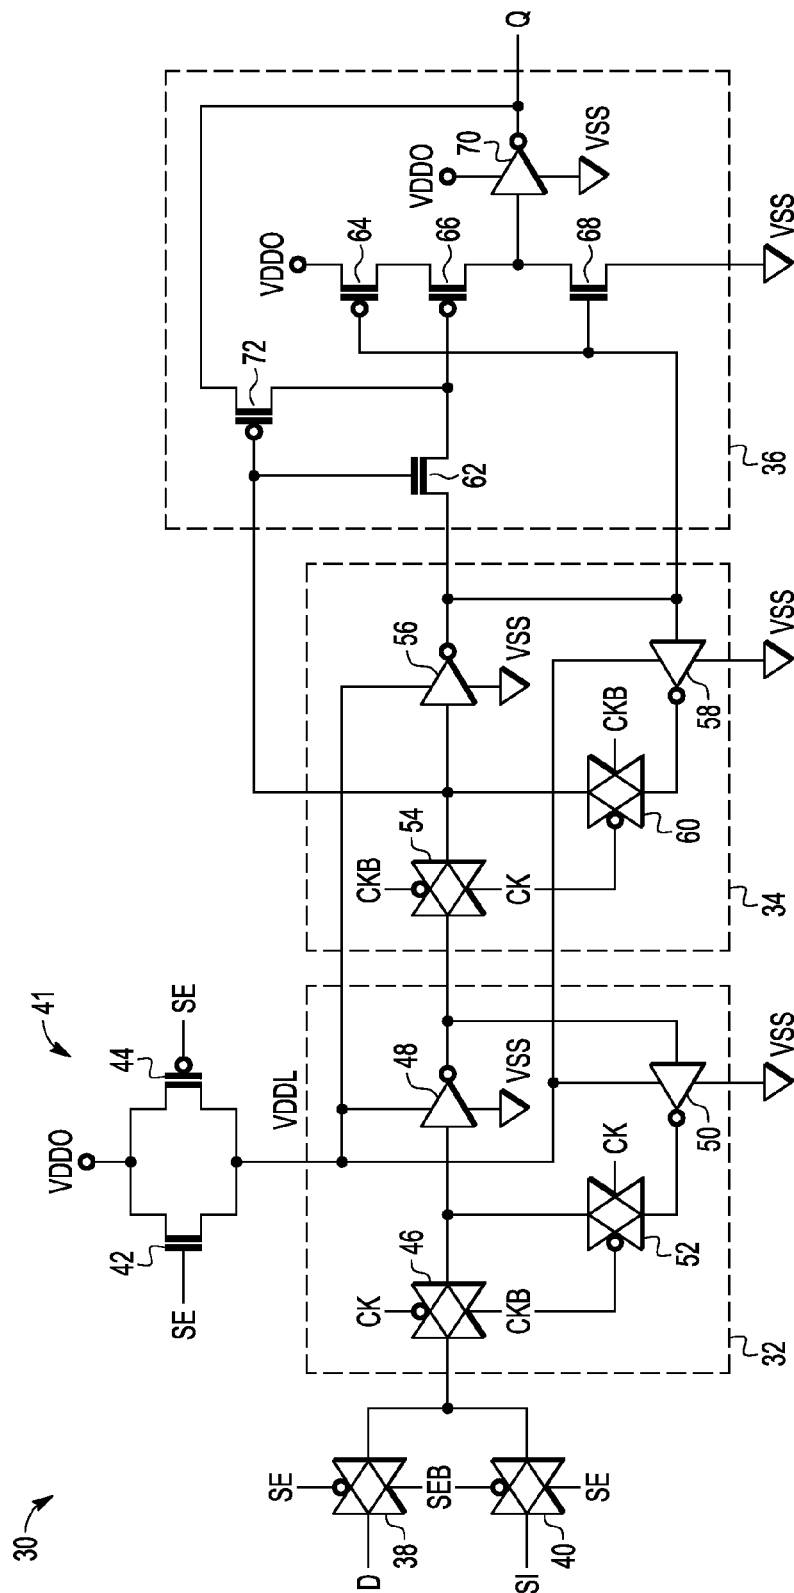 30
D
SI
SE
38
SEB
40
SE
41
VDDO
SE
42
44
SE
VDDL
32
CK
46
CKB
48
VSS
52
CK
50
VSS
34
CKB
54
CK
56
VSS
60
CKB
58
VSS
36
62
72
VDDO
64
66
68
VSS
VDDO
70
VSS
Q